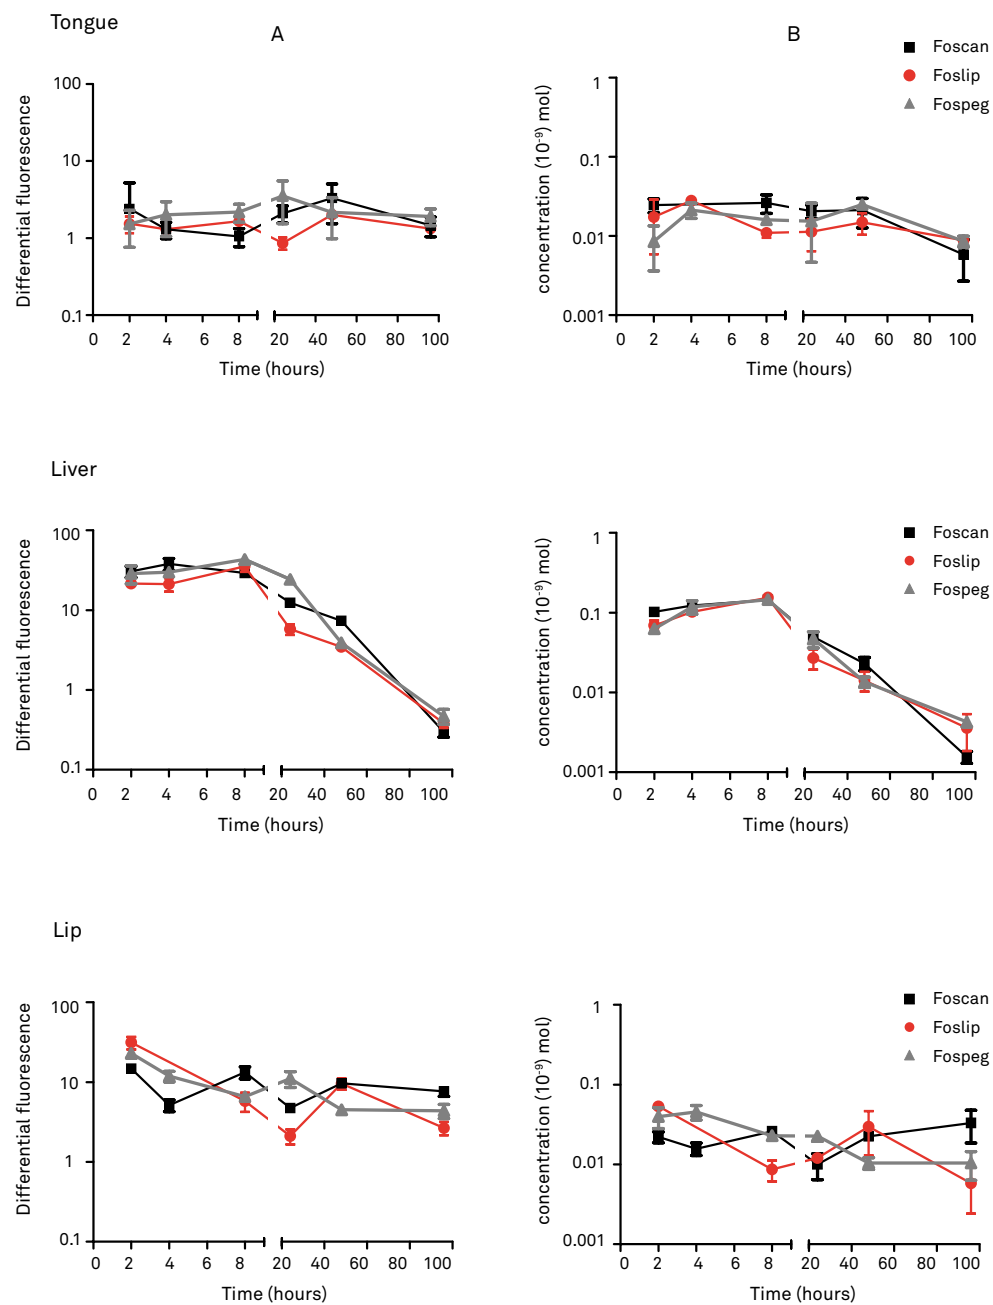 Tongue
A
B
Foscan
Foslip
Fospeg
Differential fluorescence
100
10
1
0.1
0 2 4 6 8 20 40 60 80 100
Time (hours)
concentration (10⁻⁹) mol)
1
0.1
0.01
0.001
0 2 4 6 8 20 40 60 80 100
Time (hours)
Liver
Differential fluorescence
100
10
1
0.1
0 2 4 6 8 20 40 60 80 100
Time (hours)
Foscan
Foslip
Fospeg
concentration (10⁻⁹) mol)
1
0.1
0.01
0.001
0 2 4 6 8 20 40 60 80 100
Time (hours)
Lip
Differential fluorescence
100
10
1
0.1
0 2 4 6 8 20 40 60 80 100
Time (hours)
Foscan
Foslip
Fospeg
concentration (10⁻⁹) mol)
1
0.1
0.01
0.001
0 2 4 6 8 20 40 60 80 100
Time (hours)